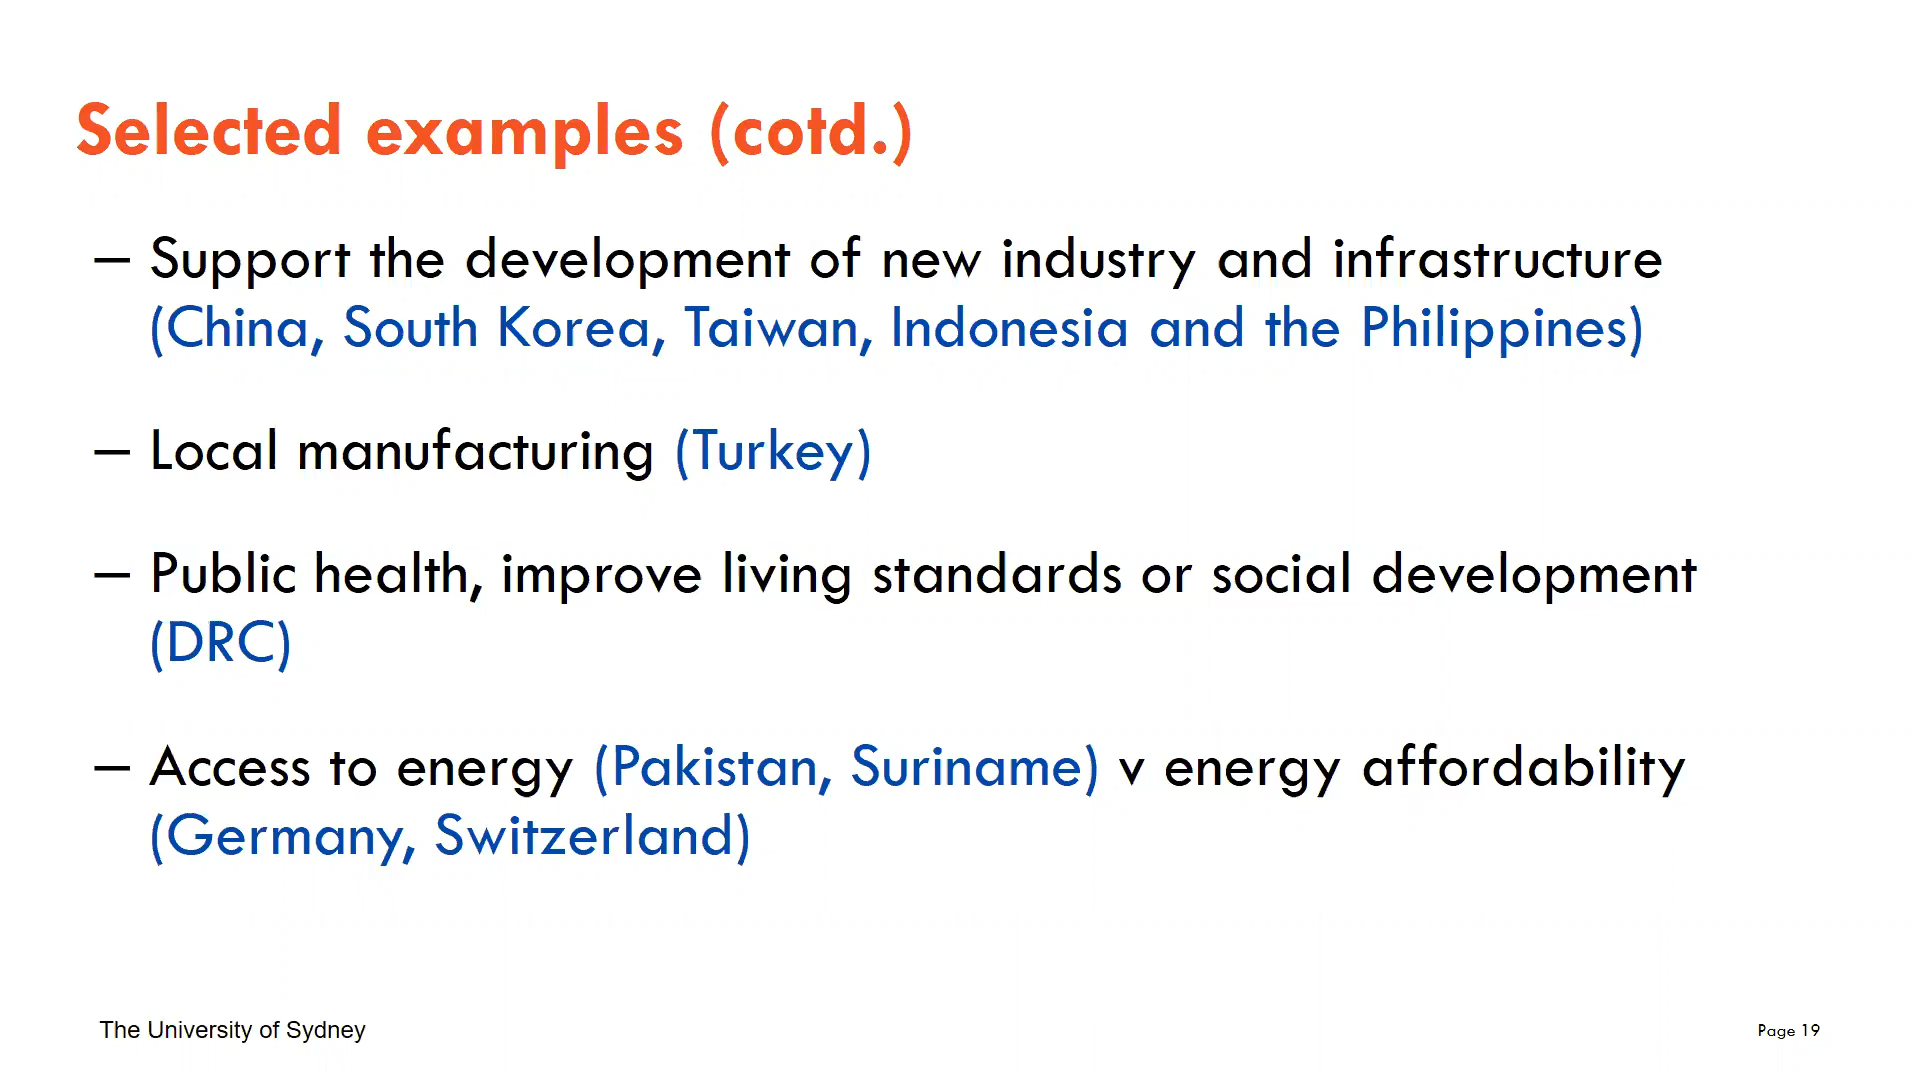 Selected examples (cotd.)
– Support the development of new industry and infrastructure
(China, South Korea, Taiwan, Indonesia and the Philippines)
– Local manufacturing (Turkey)
– Public health, improve living standards or social development
(DRC)
– Access to energy (Pakistan, Suriname) v energy affordability
(Germany, Switzerland)
The University of Sydney
Page 19